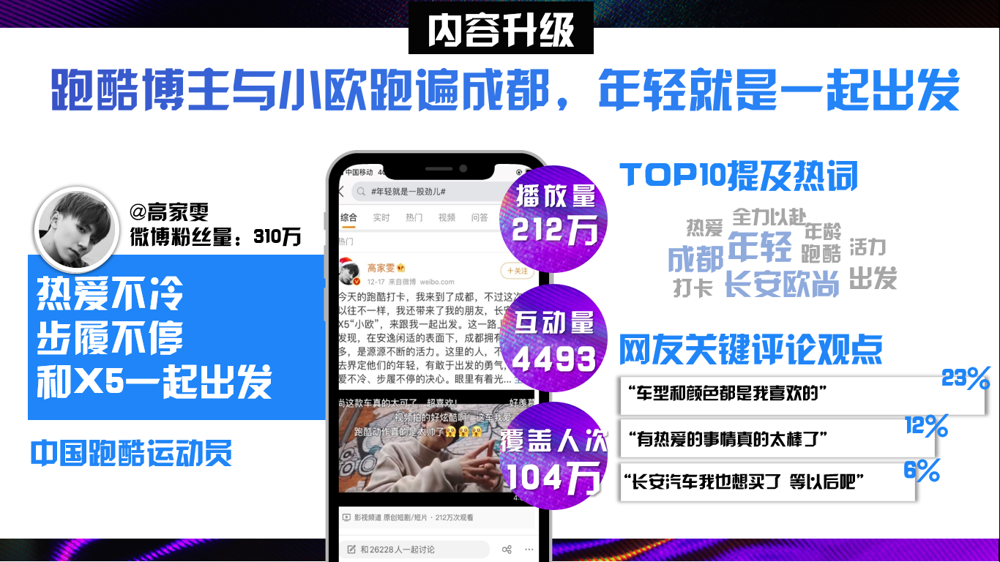 内容升级
跑酷博主与小欧跑遍成都，年轻就是一起出发
@高家雯
微博粉丝量：310万
热爱不冷
步履不停
和X5一起出发
中国跑酷运动员
中国移动
#年轻就是一股劲儿#
综合 实时 热门 视频 问答
热门
高家雯
12-17 来自微博 weibo.com
+关注
今天的跑酷打卡，我来到了成都，不过这次
以往不一样，我还带来了我的朋友，长安
X5“小欧”，来跟我一起出发。这一路上
发现，在安逸闲适的表面下，成都拥有
多，是源源不断的活力。这里的人，不
去界定他们的年轻，有敢于出发的勇气
爱不冷、步履不停的决心。眼里有着光...
尚这款车真的太可了，超喜欢！ 好羡慕
视频拍的好炫酷啊！这车我爱
跑酷动作真的是太帅了
影视频道 原创短剧/短片 · 212万次观看
和26228人一起讨论
播放量
212万
互动量
4493
覆盖人次
104万
TOP10提及热词
热爱 全力以赴 年龄
成都 年轻 跑酷 活力
打卡 长安欧尚 出发
网友关键评论观点
“车型和颜色都是我喜欢的” 23%
“有热爱的事情真的太棒了” 12%
“长安汽车我也想买了 等以后吧” 6%